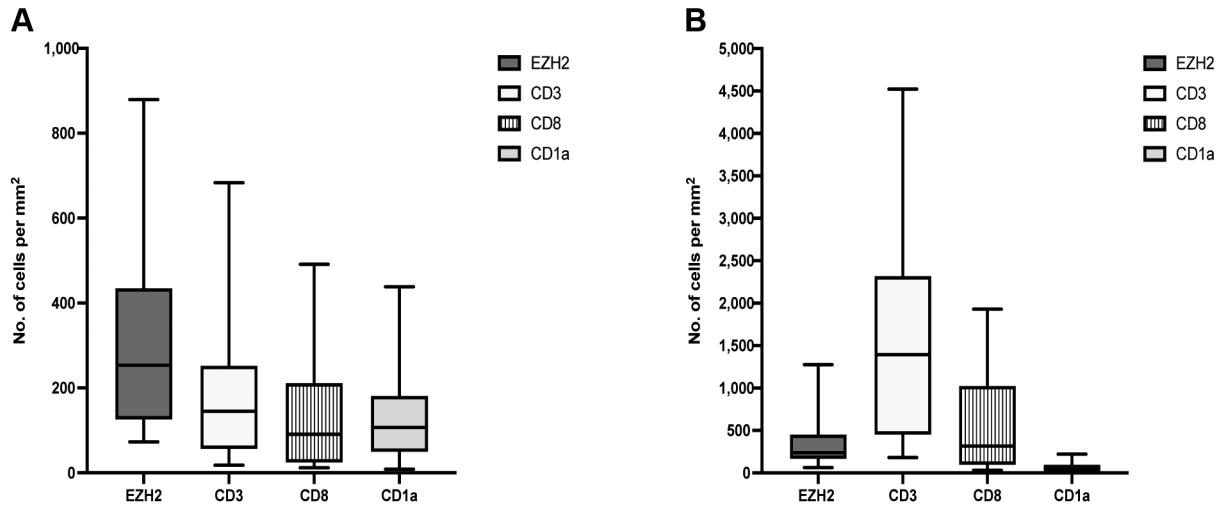 A
No. of cells per mm²
1,000
800
600
400
200
0
EZH2 CD3 CD8 CD1a
EZH2
CD3
CD8
CD1a
B
No. of cells per mm²
5,000
4,500
4,000
3,500
3,000
2,500
2,000
1,500
1,000
500
0
EZH2 CD3 CD8 CD1a
EZH2
CD3
CD8
CD1a